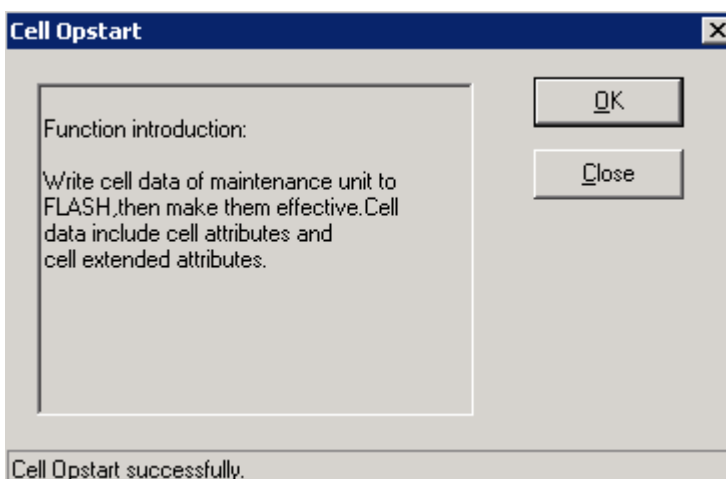 Cell Opstart
Function introduction:
Write cell data of maintenance unit to
FLASH,then make them effective.Cell
data include cell attributes and
cell extended attributes.
OK
Close
Cell Opstart successfully.